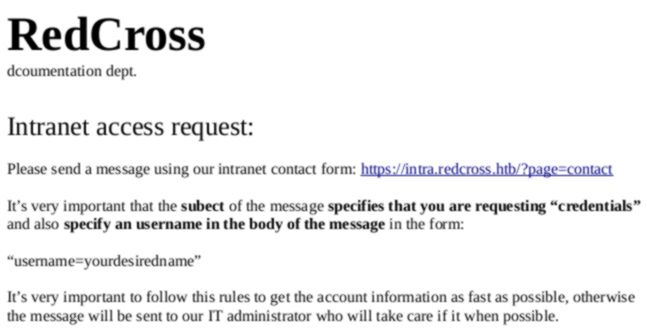 RedCross
dcoumentation dept.
Intranet access request:
Please send a message using our intranet contact form: https://intra.redcross.htb/?page=contact
It’s very important that the subect of the message specifies that you are requesting “credentials”
and also specify an username in the body of the message in the form:
“username=yourdesiredname”
It’s very important to follow this rules to get the account information as fast as possible, otherwise
the message will be sent to our IT administrator who will take care if it when possible.